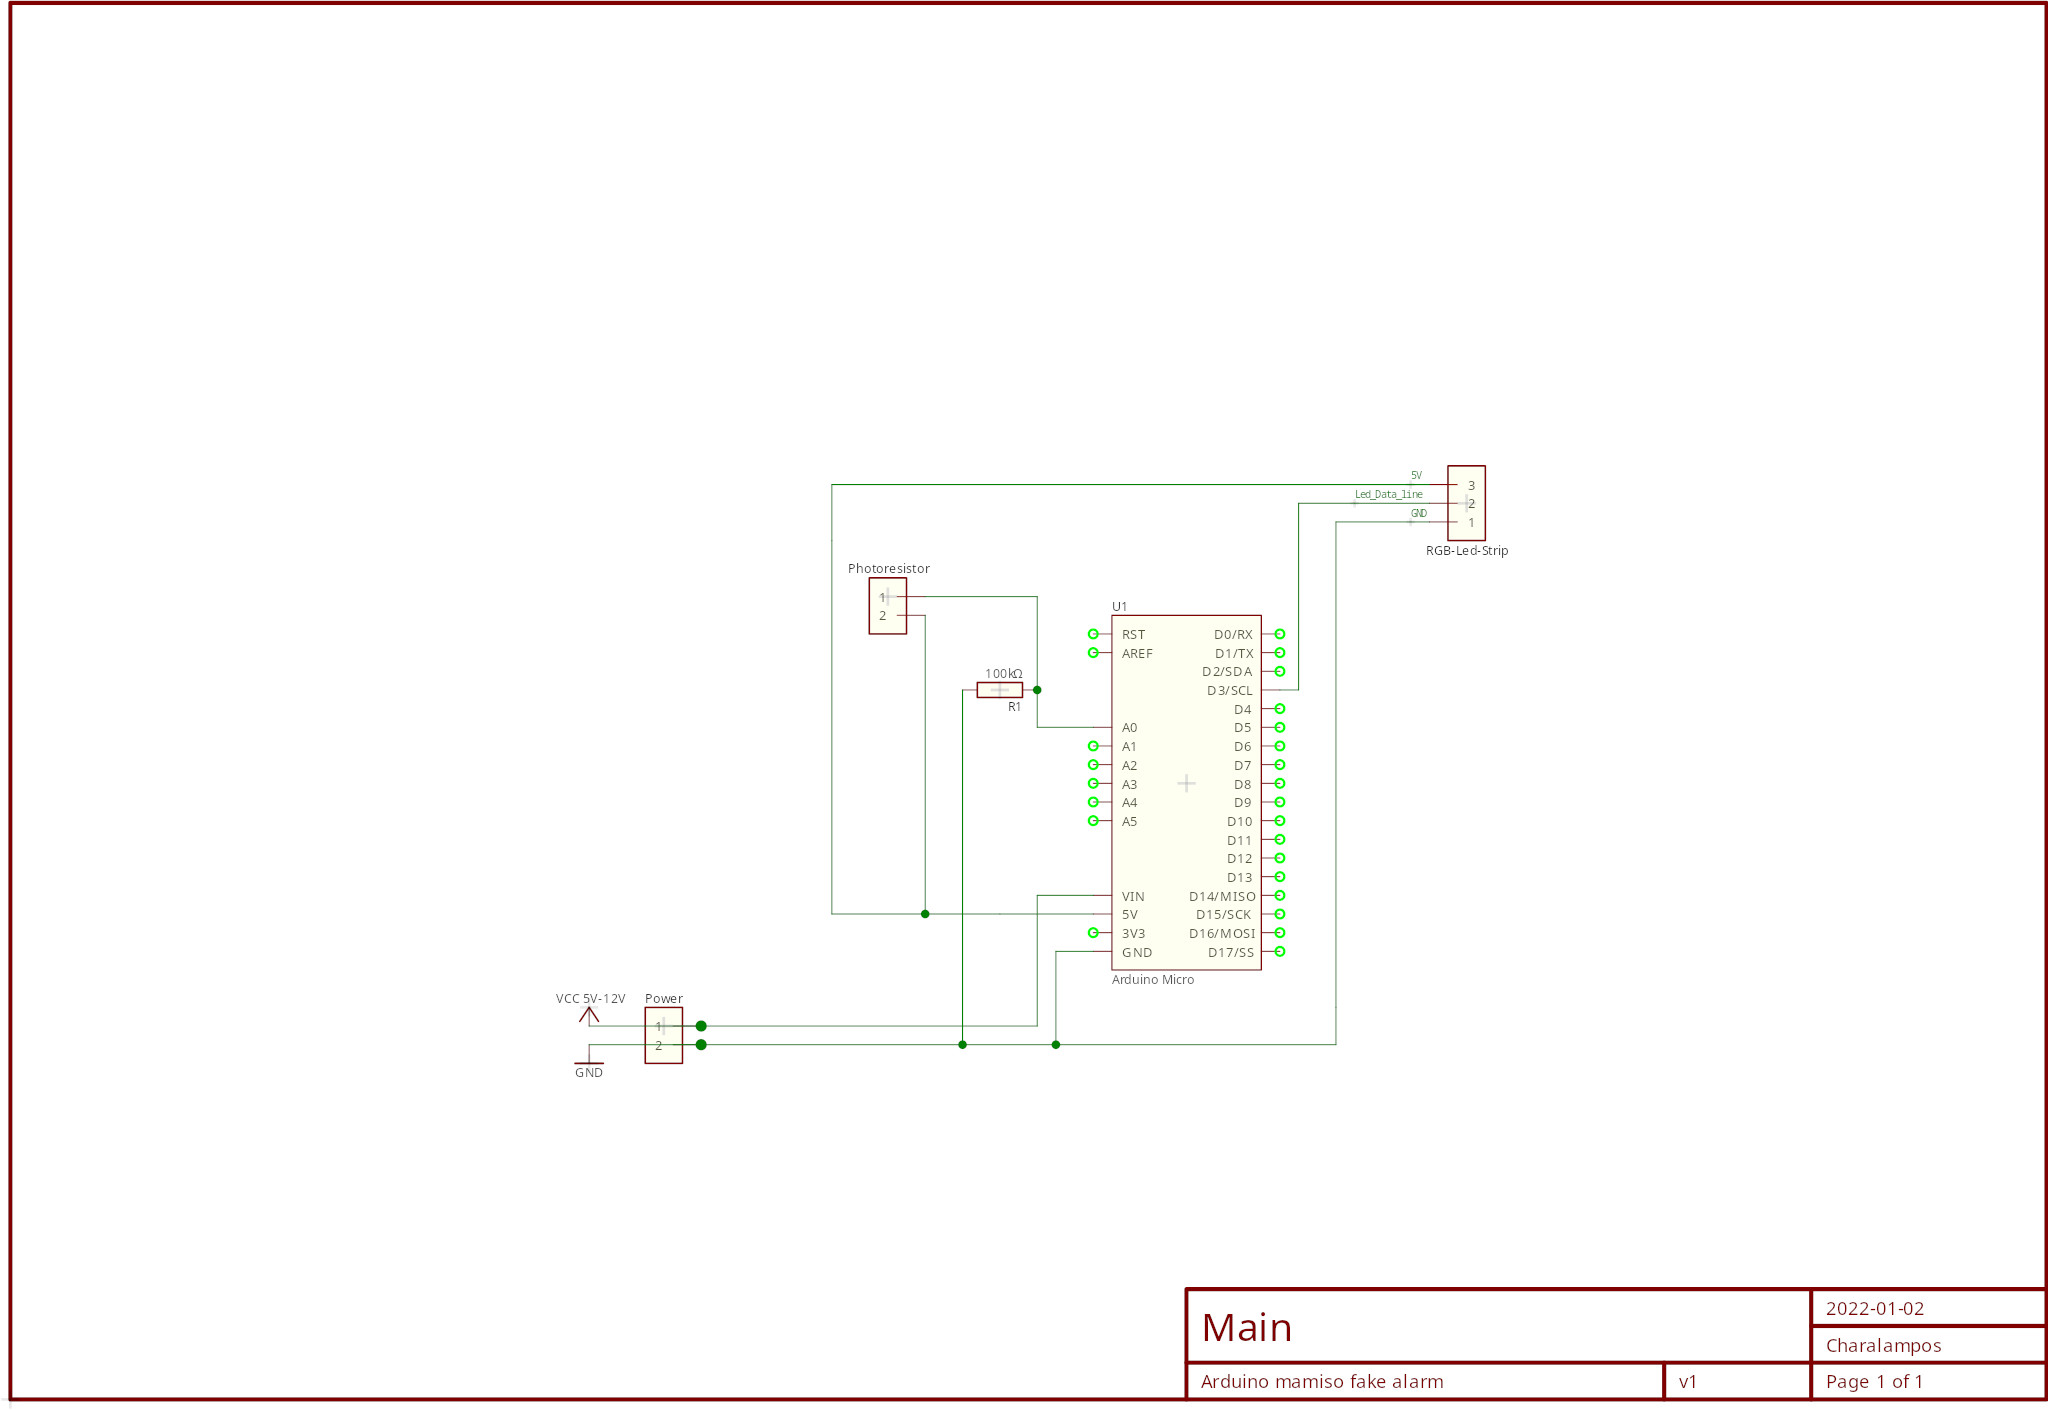 5V
3
Led_Data_line
2
GND
1
RGB-Led-Strip
Photoresistor
1
2
U1
100kΩ
R1
RST
AREF
A0
A1
A2
A3
A4
A5
VIN
5V
3V3
GND
D0/RX
D1/TX
D2/SDA
D3/SCL
D4
D5
D6
D7
D8
D9
D10
D11
D12
D13
D14/MISO
D15/SCK
D16/MOSI
D17/SS
Arduino Micro
VCC 5V-12V
Power
1
2
GND
Main
2022-01-02
Charalampos
Arduino mamiso fake alarm
v1
Page 1 of 1